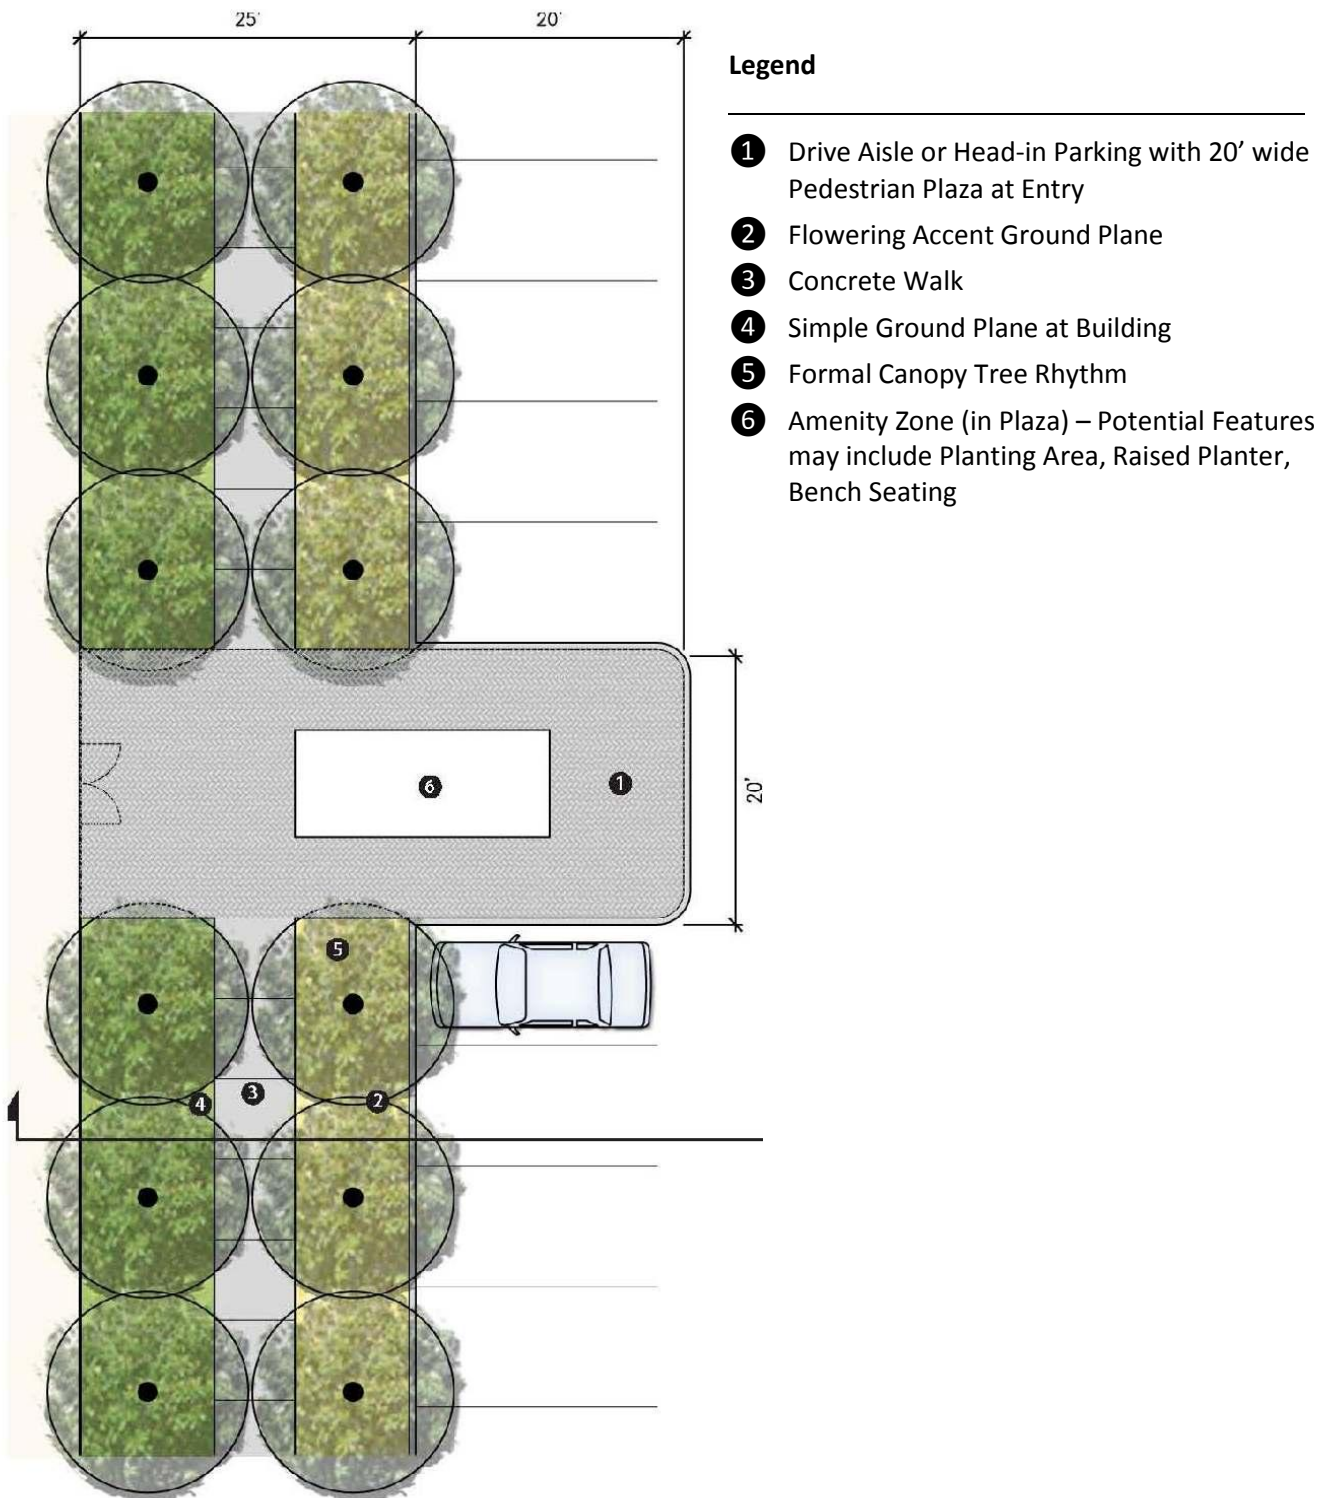 25'
20'
Legend
1 Drive Aisle or Head-in Parking with 20’ wide
Pedestrian Plaza at Entry
2 Flowering Accent Ground Plane
3 Concrete Walk
4 Simple Ground Plane at Building
5 Formal Canopy Tree Rhythm
6 Amenity Zone (in Plaza) – Potential Features
may include Planting Area, Raised Planter,
Bench Seating
6
1
20'
5
3
4
2